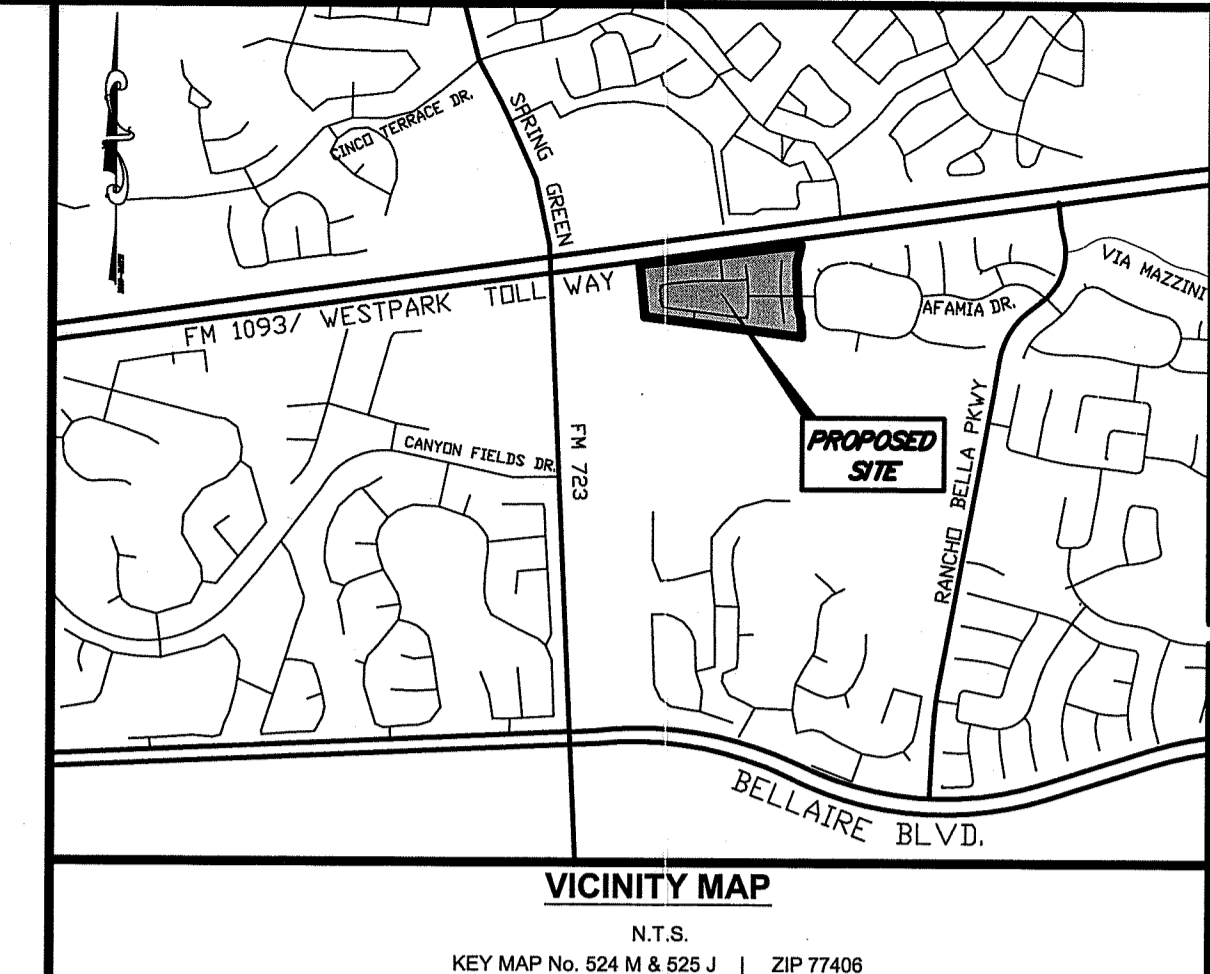 CINCO TERRACE DR.
SPRING GREEN
FM 1093/ WESTPARK TOLL WAY
VIA MAZZINI
AFAMIA DR.
PROPOSED
SITE
CANYON FIELDS DR.
FM 723
RANCHO BELLA PKWY
BELLAIRE BLVD.
VICINITY MAP
N.T.S.
KEY MAP No. 524 M & 525 J | ZIP 77406